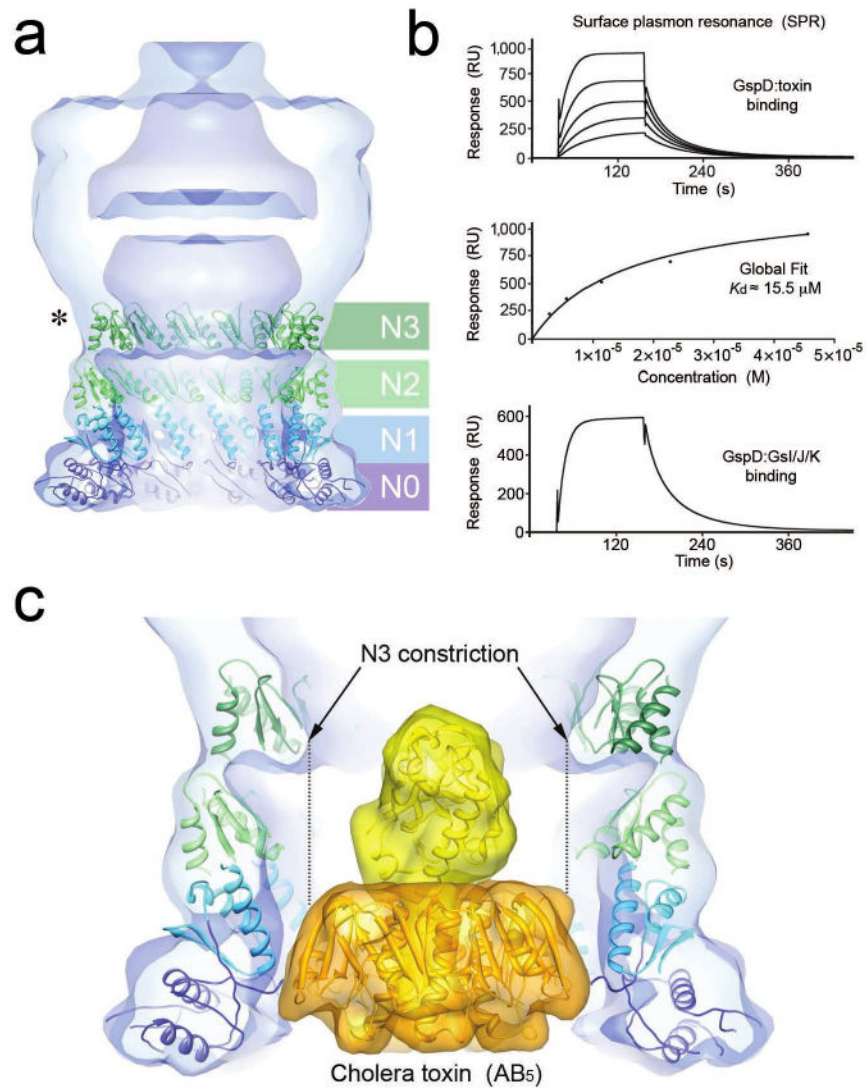 a
*
N3
N2
N1
N0
b
Surface plasmon resonance (SPR)
Response (RU)
1,000
750
500
250
0
GspD:toxin
binding
120
240
360
Time (s)
Response (RU)
1,000
750
500
250
0
Global Fit
Kd ≈ 15.5 μM
1×10⁻⁵
2×10⁻⁵
3×10⁻⁵
4×10⁻⁵
5×10⁻⁵
Concentration (M)
Response (RU)
600
400
200
0
GspD:GsI/J/K
binding
120
240
360
Time (s)
c
N3 constriction
Cholera toxin (AB₅)